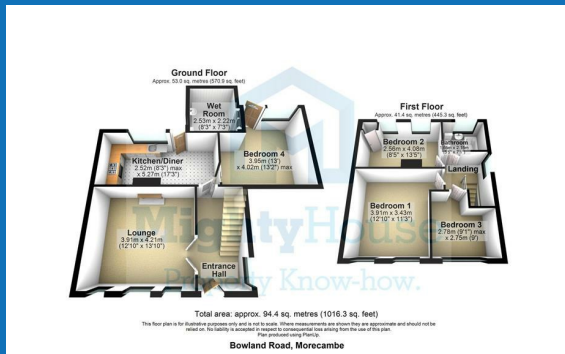 Ground Floor
Approx. 53.0 sq. metres (570.9 sq. feet)
Wet
Room
2.53m x 2.22m
(8'3" x 7'3")
Kitchen/Diner
2.52m (8'3") max
x 5.27m (17'3")
Bedroom 4
3.95m (13')
x 4.02m (13'2") max
Lounge
3.91m x 4.21m
(12'10" x 13'10")
Entrance
Hall
First Floor
Approx. 41.4 sq. metres (445.3 sq. feet)
Bedroom 2
2.56m x 4.08m
(8'5" x 13'5")
Bathroom
Landing
Bedroom 1
3.91m x 3.43m
(12'10" x 11'3")
Bedroom 3
2.78m (9'1") max
x 2.75m (9')
MightyHouse
Property Know-how.
Total area: approx. 94.4 sq. metres (1016.3 sq. feet)
This floor plan is for illustrative purposes only and is not to scale. Where measurements are shown they are approximate and should not be
relied on. No liability is accepted in respect to consequential loss arising from the use of this plan.
Plan produced using PlanUp.
Bowland Road, Morecambe